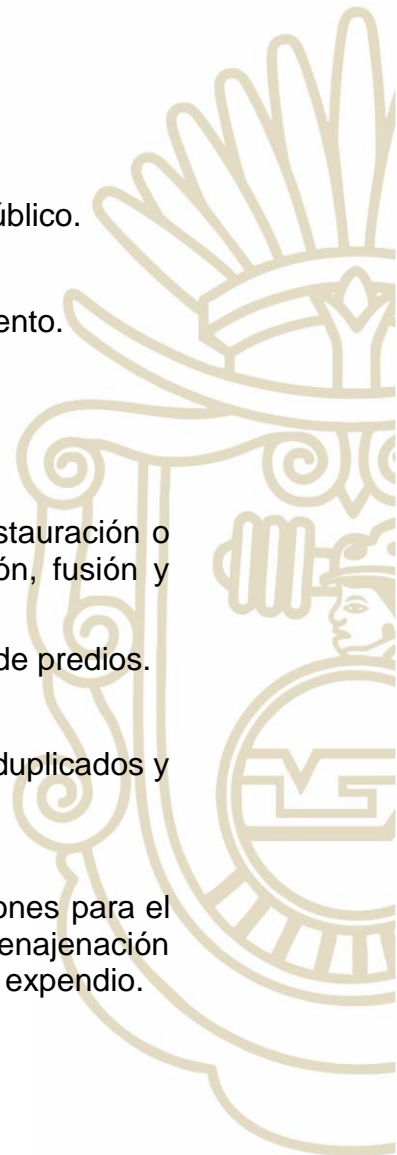 úblico.
ento.
stauración o
ón, fusión y
de predios.
duplicados y
ones para el
enajenación
expendio.